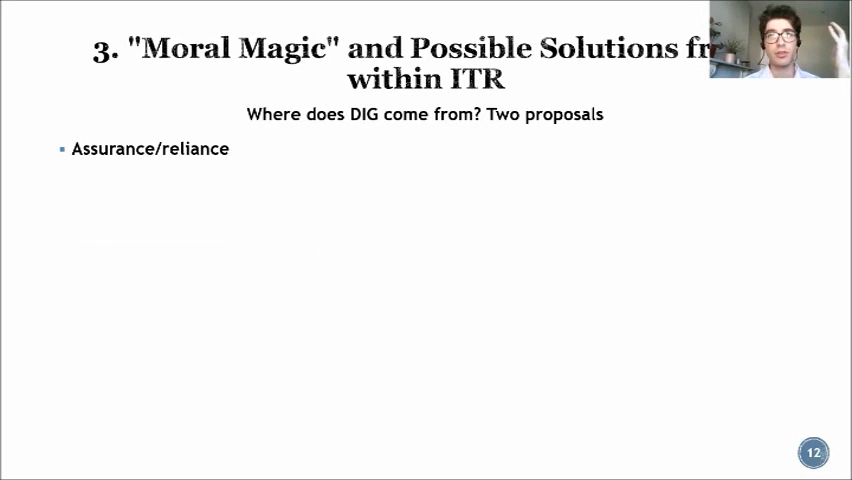 3. "Moral Magic" and Possible Solutions
within ITR
Where does DIG come from? Two proposals
Assurance/reliance
12